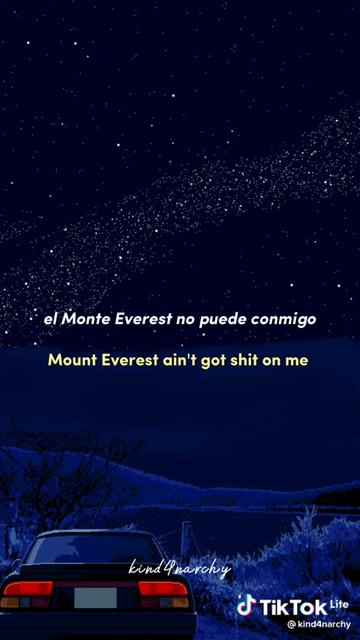 el Monte Everest no puede conmigo
Mount Everest ain't got shit on me
kind4narchy
TikTok Lite
@kind4narchy